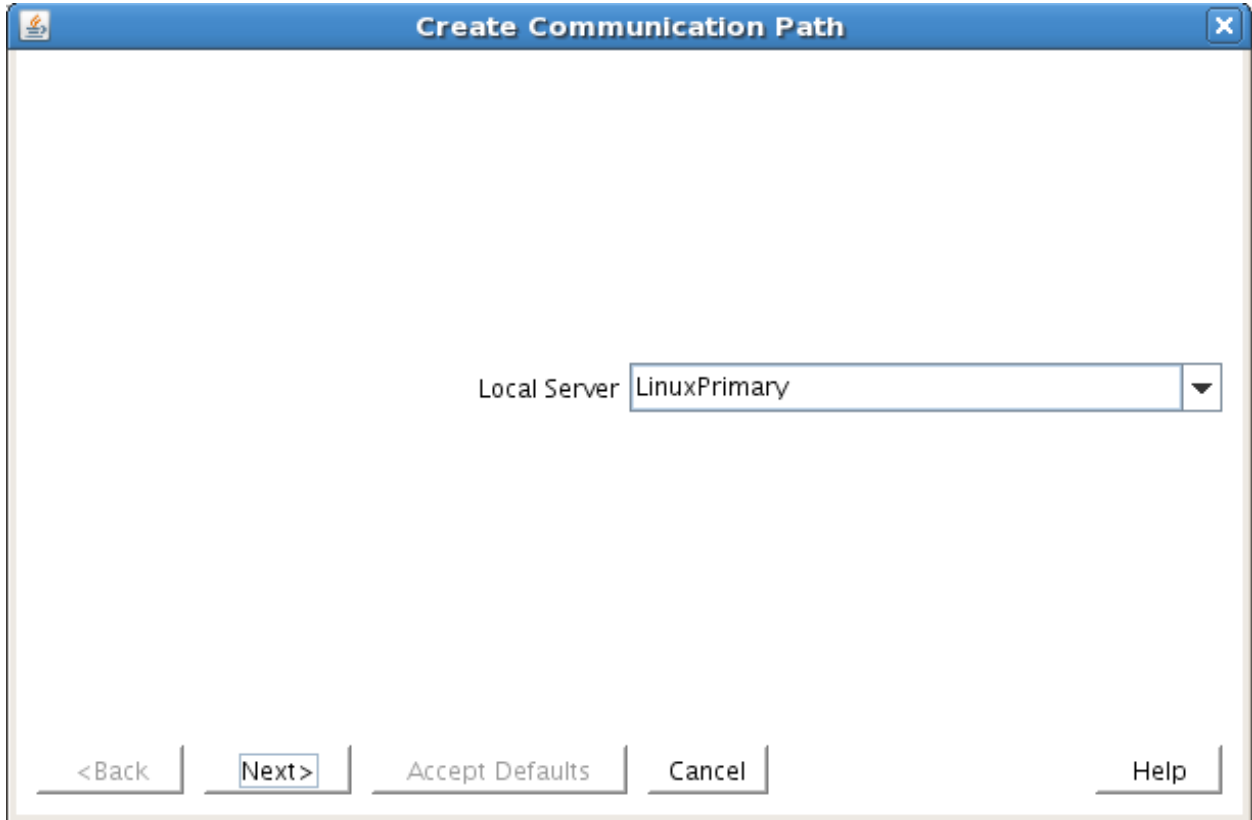 Create Communication Path
Local Server LinuxPrimary
<Back Next> Accept Defaults Cancel Help